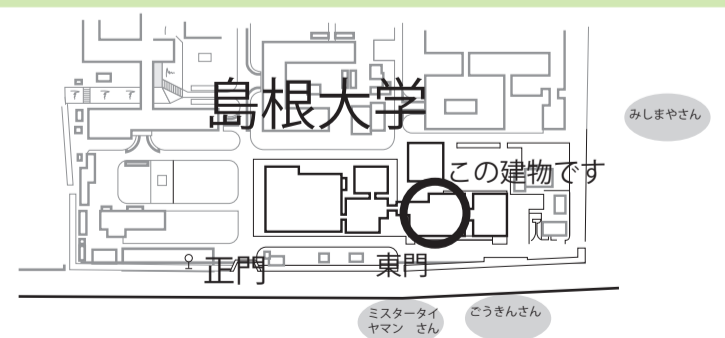 島根大学
みしまやさん
この建物です
正門
東門
ミスタータイ
ヤマン　さん
ごうきんさん